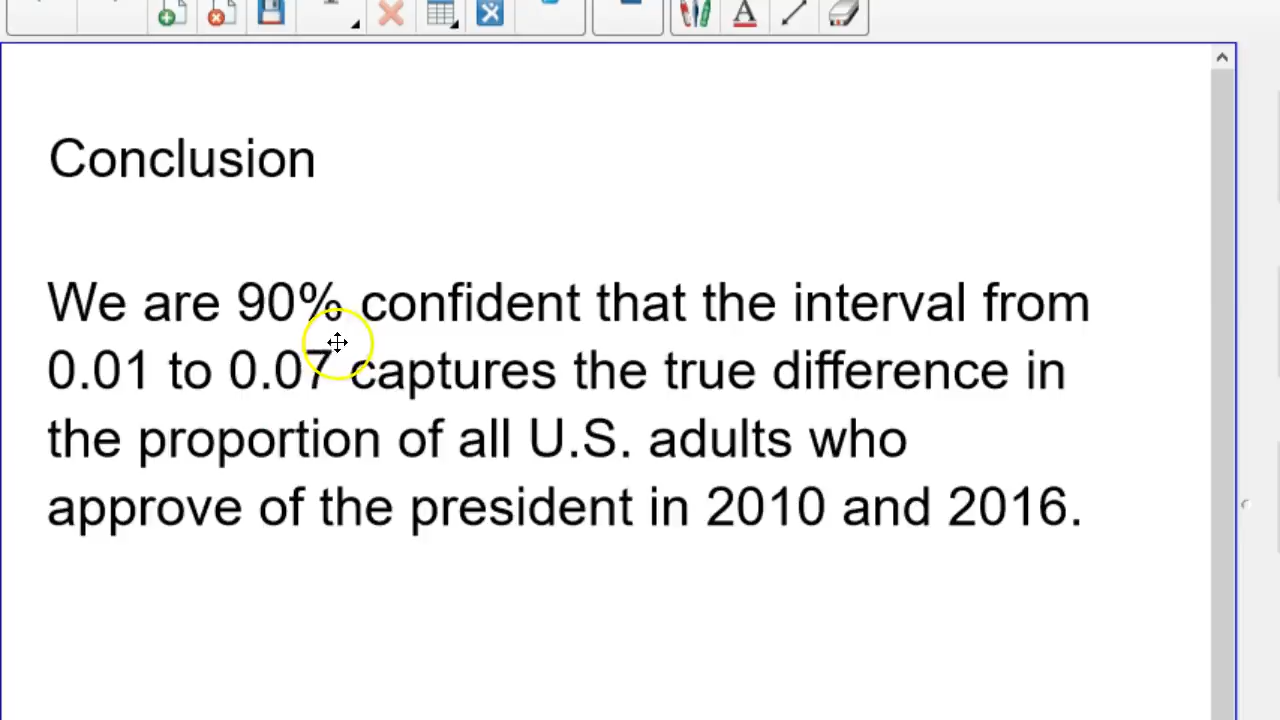 Conclusion
We are 90% confident that the interval from
0.01 to 0.07 captures the true difference in
the proportion of all U.S. adults who
approve of the president in 2010 and 2016.